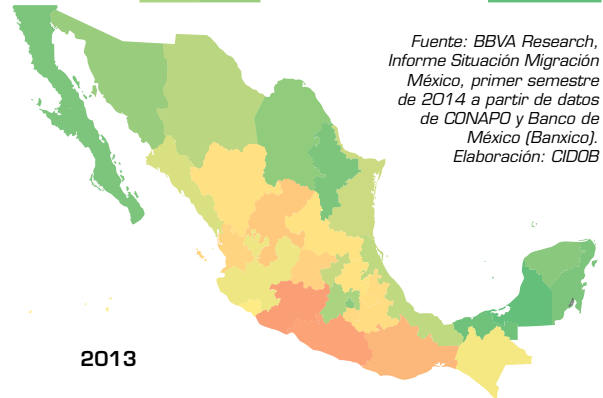 Fuente: BBVA Research,
Informe Situación Migración
México, primer semestre
de 2014 a partir de datos
de CONAPO y Banco de
México (Banxico).
Elaboración: CIDOB
2013